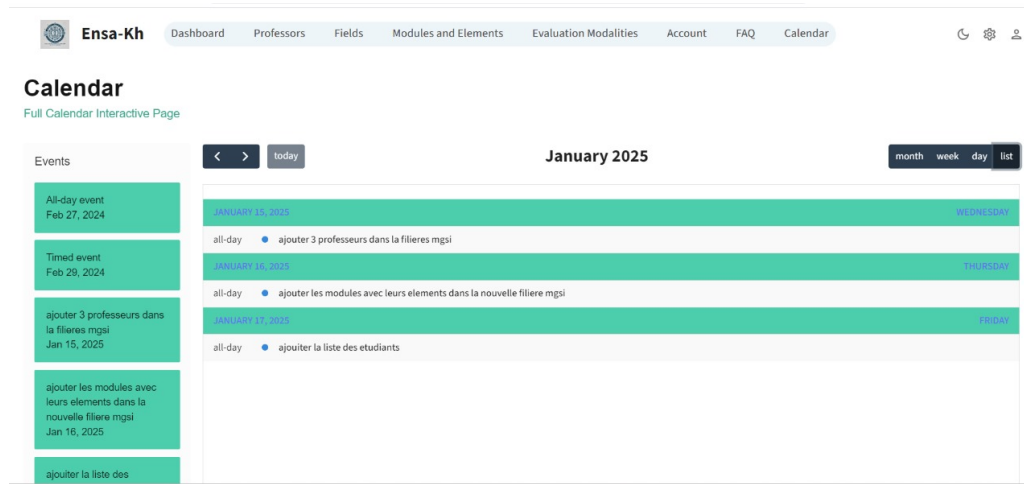 Ensa-Kh Dashboard Professors Fields Modules and Elements Evaluation Modalities Account FAQ Calendar
Calendar
Full Calendar Interactive Page
Events
All-day event
Feb 27, 2024
Timed event
Feb 29, 2024
ajouter 3 professeurs dans
la filieres mgsi
Jan 15, 2025
ajouter les modules avec
leurs elements dans la
nouvelle filiere mgsi
Jan 16, 2025
ajouiter la liste des
today January 2025 month week day list
JANUARY 15, 2025 WEDNESDAY
all-day ajouter 3 professeurs dans la filieres mgsi
JANUARY 16, 2025 THURSDAY
all-day ajouter les modules avec leurs elements dans la nouvelle filiere mgsi
JANUARY 17, 2025 FRIDAY
all-day ajouiter la liste des etudiants